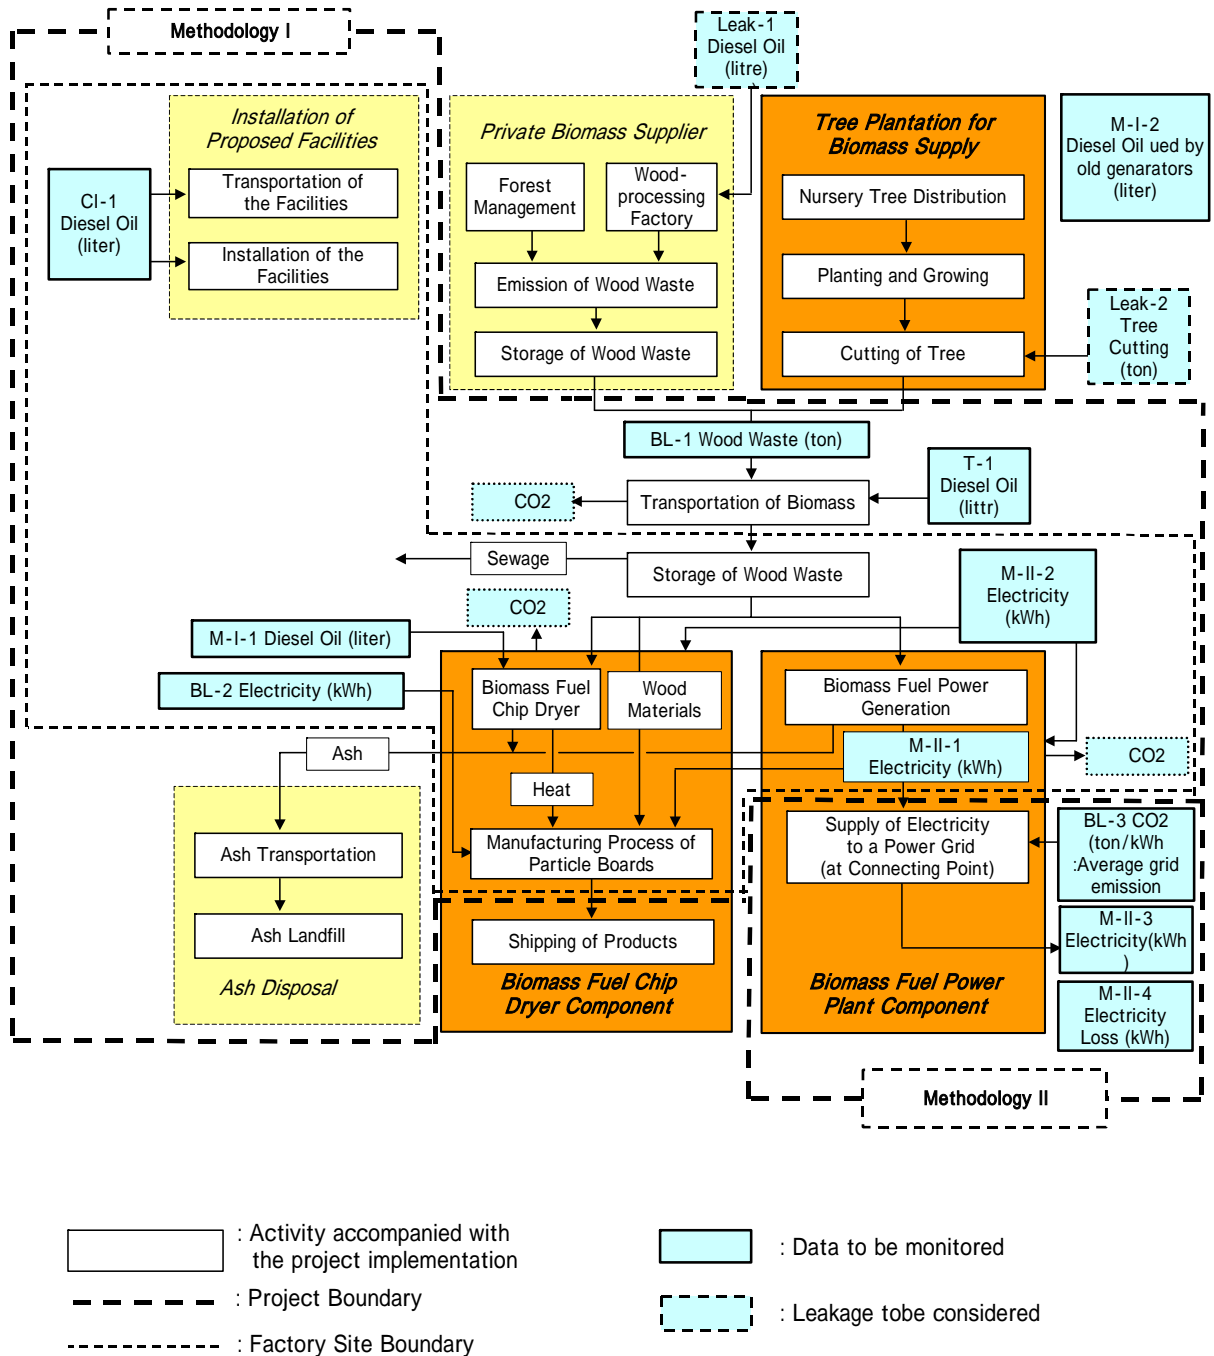 Methodology I
Leak-1
Diesel Oil
(litre)
Installation of
Proposed Facilities
CI-1
Diesel Oil
(liter)
Transportation of
the Facilities
Installation of the
Facilities
Private Biomass Supplier
Forest
Management
Wood-
processing
Factory
Emission of Wood Waste
Storage of Wood Waste
Tree Plantation for
Biomass Supply
Nursery Tree Distribution
Planting and Growing
Cutting of Tree
M-I-2
Diesel Oil ued by
old genarators
(liter)
Leak-2
Tree
Cutting
(ton)
BL-1 Wood Waste (ton)
T-1
Diesel Oil
(littr)
CO2
Transportation of Biomass
Sewage
Storage of Wood Waste
M-II-2
Electricity
(kWh)
CO2
M-I-1 Diesel Oil (liter)
BL-2 Electricity (kWh)
Biomass Fuel
Chip Dryer
Wood
Materials
Biomass Fuel Power
Generation
Ash
M-II-1
Electricity (kWh)
CO2
Heat
Ash Transportation
Ash Landfill
Ash Disposal
Manufacturing Process of
Particle Boards
Shipping of Products
Biomass Fuel Chip
Dryer Component
Supply of Electricity
to a Power Grid
(at Connecting Point)
BL-3 CO2
(ton/kWh
:Average grid
emission
M-II-3
Electricity(kWh
)
M-II-4
Electricity
Loss (kWh)
Biomass Fuel Power
Plant Component
Methodology II
: Activity accompanied with
the project implementation
: Project Boundary
: Factory Site Boundary
: Data to be monitored
: Leakage tobe considered